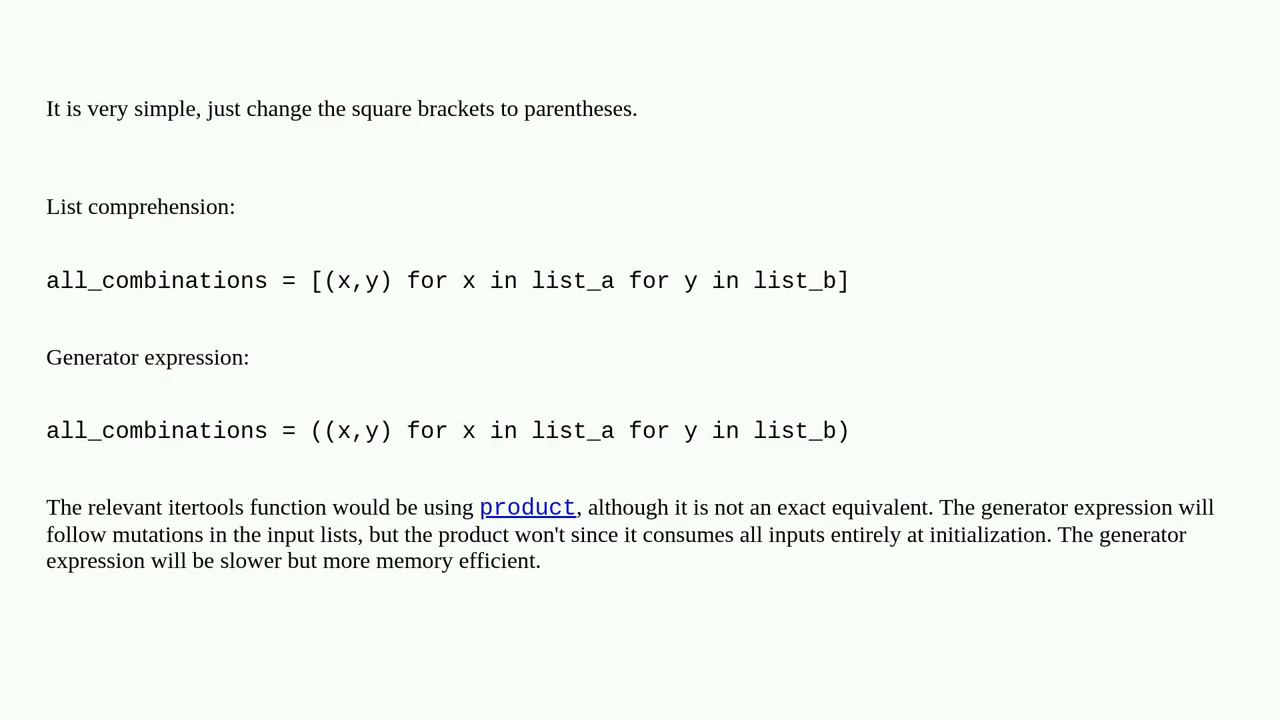 It is very simple, just change the square brackets to parentheses.
List comprehension:
all_combinations = [(x,y) for x in list_a for y in list_b]
Generator expression:
all_combinations = ((x,y) for x in list_a for y in list_b)
The relevant itertools function would be using product, although it is not an exact equivalent. The generator expression will
follow mutations in the input lists, but the product won't since it consumes all inputs entirely at initialization. The generator
expression will be slower but more memory efficient.